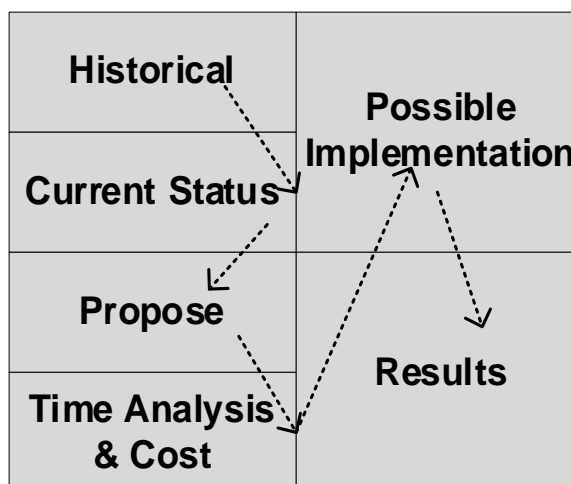 Historical
Current Status
Propose
Time Analysis
& Cost
Possible
Implementation
Results